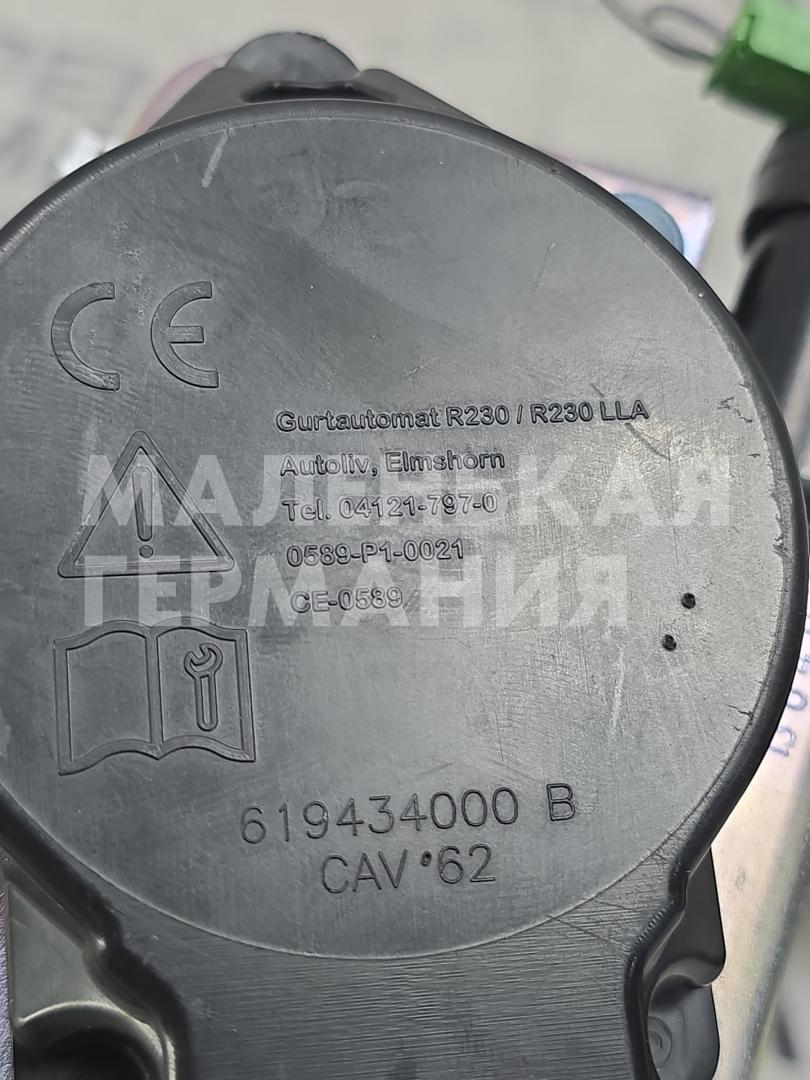 CE
Gurtautomat R230 / R230 LLA
Autoliv, Elmshorn
Tel. 04121-797-0
0589-P1-0021
CE-0589
МАЛЕНЬКАЯ
ГЕРМАНИЯ
619434000 B
CAV 62